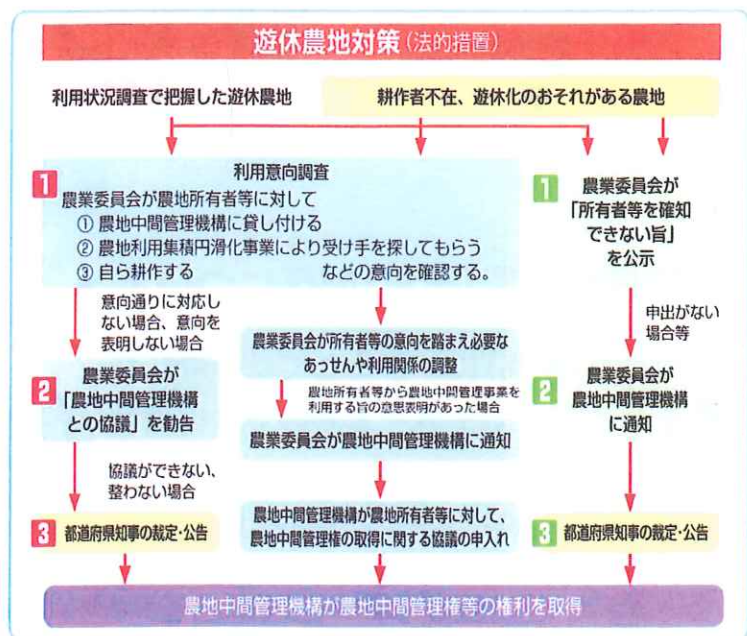 遊休農地対策(法的措置)
利用状況調査で把握した遊休農地
耕作者不在、遊休化のおそれがある農地
1
利用意向調査
農業委員会が農地所有者等に対して
① 農地中間管理機構に貸し付ける
② 農地利用集積円滑化事業により受け手を探してもらう
③ 自ら耕作する などの意向を確認する。
意向通りに対応し
ない場合、意向を
表明しない場合
2
農業委員会が
「農地中間管理機構
との協議」を勧告
協議ができない、
整わない場合
3
都道府県知事の裁定・公告
農業委員会が所有者等の意向を踏まえ必要な
あっせんや利用関係の調整
農地所有者等から農地中間管理事業を
利用する旨の意思表明があった場合
農業委員会が農地中間管理機構に通知
農地中間管理機構が農地所有者等に対して、
農地中間管理権の取得に関する協議の申入れ
1
農業委員会が
「所有者等を確知
できない旨」
を公示
申出がない
場合等
2
農業委員会が
農地中間管理機構
に通知
3
都道府県知事の裁定・公告
農地中間管理機構が農地中間管理権等の権利を取得